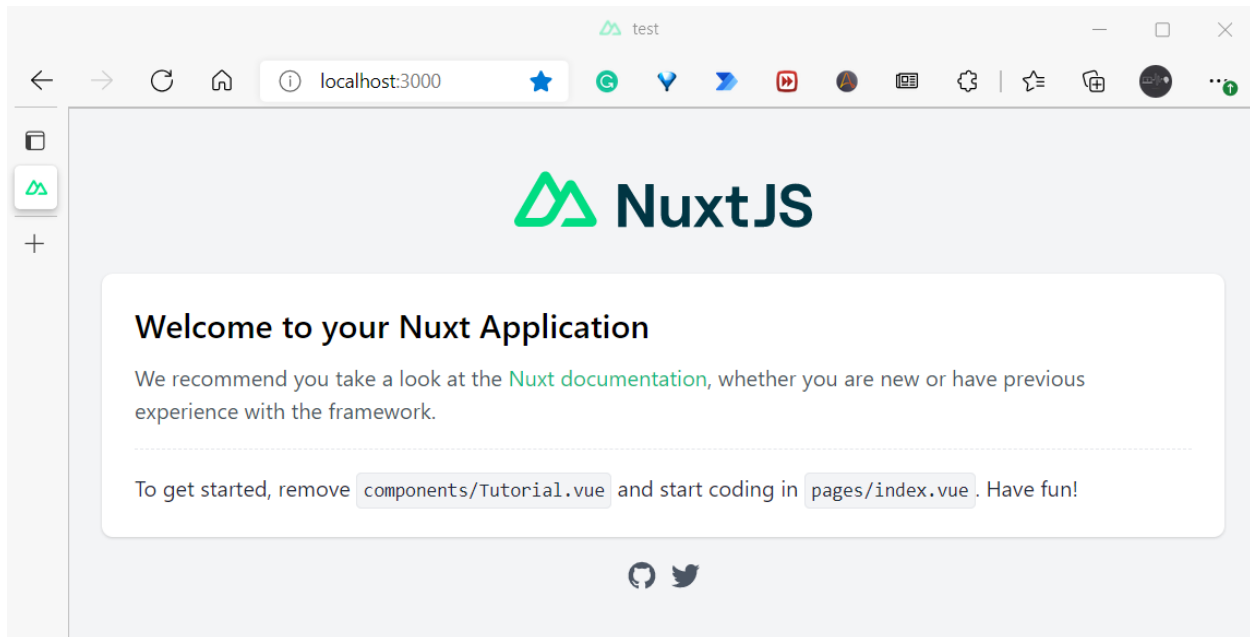 test
localhost:3000
NuxtJS
Welcome to your Nuxt Application
We recommend you take a look at the Nuxt documentation, whether you are new or have previous
experience with the framework.
To get started, remove components/Tutorial.vue and start coding in pages/index.vue. Have fun!